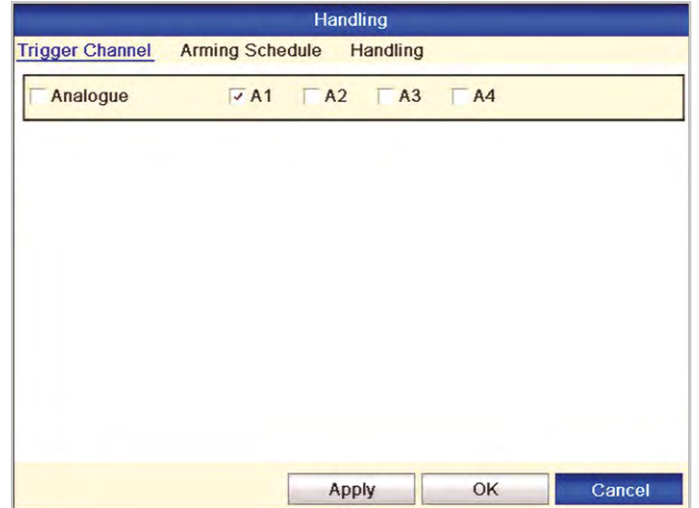 Handling
Trigger Channel Arming Schedule Handling
Analogue A1 A2 A3 A4
Apply OK Cancel